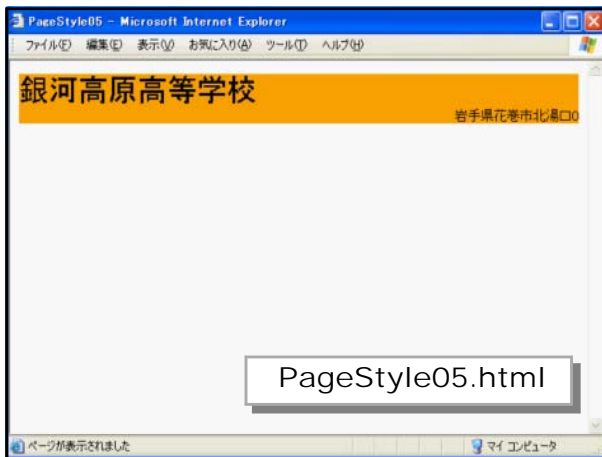 PageStyle05 - Microsoft Internet Explorer
ファイル(F) 編集(E) 表示(V) お気に入り(A) ツール(T) ヘルプ(H)
銀河高原高等学校
岩手県花巻市北湯口0
PageStyle05.html
ページが表示されました マイ コンピュータ